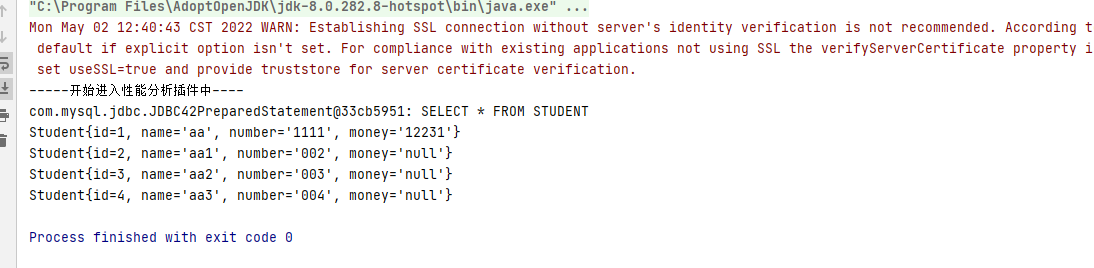 "C:\Program Files\AdoptOpenJDK\jdk-8.0.282.8-hotspot\bin\java.exe" ...
Mon May 02 12:40:43 CST 2022 WARN: Establishing SSL connection without server's identity verification is not recommended. According t
default if explicit option isn't set. For compliance with existing applications not using SSL the verifyServerCertificate property i
set useSSL=true and provide truststore for server certificate verification.
-----开始进入性能分析插件中----
com.mysql.jdbc.JDBC42PreparedStatement@33cb5951: SELECT * FROM STUDENT
Student{id=1, name='aa', number='1111', money='12231'}
Student{id=2, name='aa1', number='002', money='null'}
Student{id=3, name='aa2', number='003', money='null'}
Student{id=4, name='aa3', number='004', money='null'}
Process finished with exit code 0